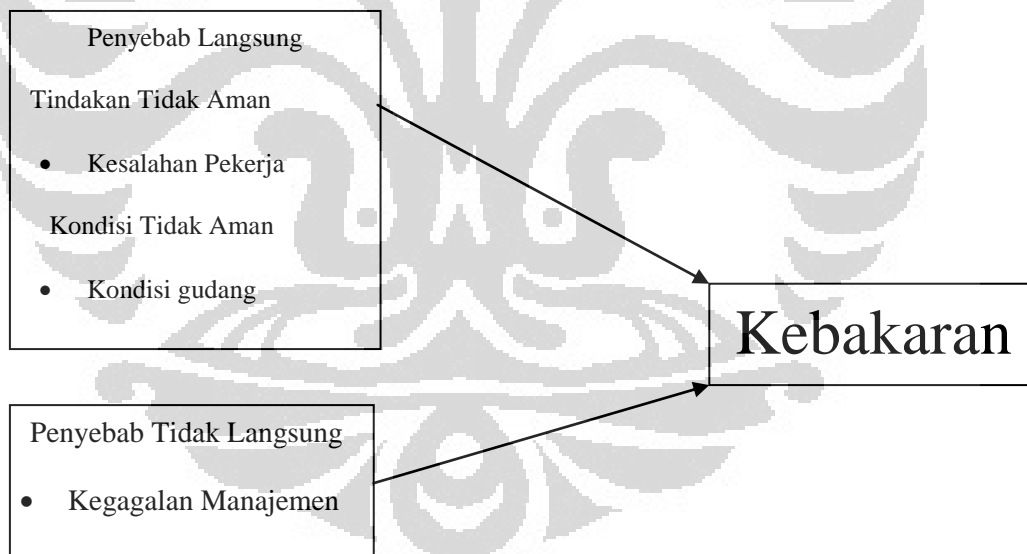 Penyebab Langsung
Tindakan Tidak Aman
• Kesalahan Pekerja
Kondisi Tidak Aman
• Kondisi gudang
Kebakaran
Penyebab Tidak Langsung
• Kegagalan Manajemen